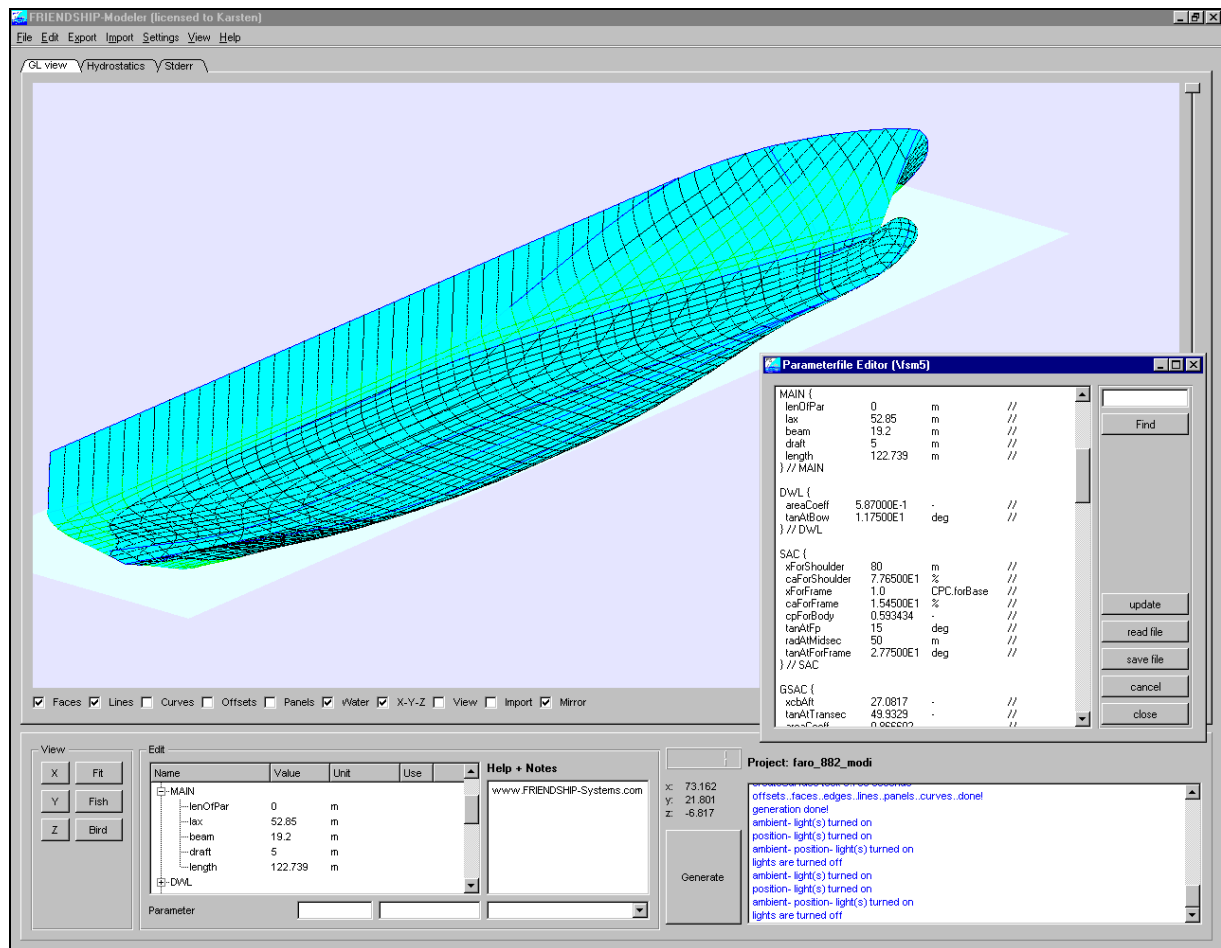 FRIENDSHIP-Modeler (licensed to Karsten)
File Edit Export Import Settings View Help
GL view Hydrostatics Stderr
Parameterfile Editor (\fsm5)
MAIN {
lenOfPar 0 m //
lax 52.85 m //
beam 19.2 m //
draft 5 m //
length 122.739 m //
} // MAIN
DWL {
areaCoeff 5.87000E-1 - //
tanAtBow 1.17500E1 deg //
} // DWL
SAC {
xForShoulder 80 m //
caForShoulder 7.76500E1 % //
xForFrame 1.0 CPC.forBase //
caForFrame 1.54500E1 % //
cpForBody 0.593434 - //
tanAtFp 15 deg //
radAtMidsec 50 m //
tanAtForFrame 2.77500E1 deg //
} // SAC
GSAC {
xcbAft 27.0817 - //
tanAtTransec 49.9329 - //
areaCoeff 0.866602 - //
Find
update
read file
save file
cancel
close
Faces Lines Curves Offsets Panels Water X-Y-Z View Import Mirror
View
X Fit
Y Fish
Z Bird
Edit
Name Value Unit Use
MAIN
lenOfPar 0 m
lax 52.85 m
beam 19.2 m
draft 5 m
length 122.739 m
DWL
Parameter
Help + Notes
www.FRIENDSHIP-Systems.com
x: 73.162
y: 21.801
z: -6.817
Generate
Project: faro_882_modi
offsets..faces..edges..lines..panels..curves..done!
generation done!
ambient- light(s) turned on
position- light(s) turned on
ambient- position- light(s) turned on
lights are turned off
ambient- light(s) turned on
position- light(s) turned on
ambient- position- light(s) turned on
lights are turned off